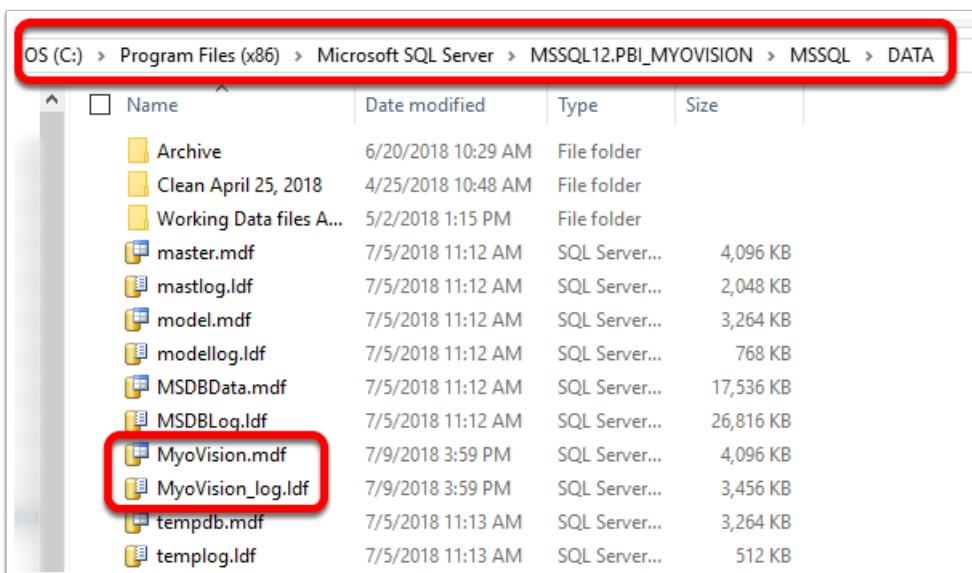 OS (C:) > Program Files (x86) > Microsoft SQL Server > MSSQL12.PBI_MYOVISION > MSSQL > DATA
Name Date modified Type Size
Archive 6/20/2018 10:29 AM File folder
Clean April 25, 2018 4/25/2018 10:48 AM File folder
Working Data files A... 5/2/2018 1:15 PM File folder
master.mdf 7/5/2018 11:12 AM SQL Server... 4,096 KB
mastlog.ldf 7/5/2018 11:12 AM SQL Server... 2,048 KB
model.mdf 7/5/2018 11:12 AM SQL Server... 3,264 KB
modellog.ldf 7/5/2018 11:12 AM SQL Server... 768 KB
MSDBData.mdf 7/5/2018 11:12 AM SQL Server... 17,536 KB
MSDBLog.ldf 7/5/2018 11:12 AM SQL Server... 26,816 KB
MyoVision.mdf 7/9/2018 3:59 PM SQL Server... 4,096 KB
MyoVision_log.ldf 7/9/2018 3:59 PM SQL Server... 3,456 KB
tempdb.mdf 7/5/2018 11:13 AM SQL Server... 3,264 KB
templog.ldf 7/5/2018 11:13 AM SQL Server... 512 KB